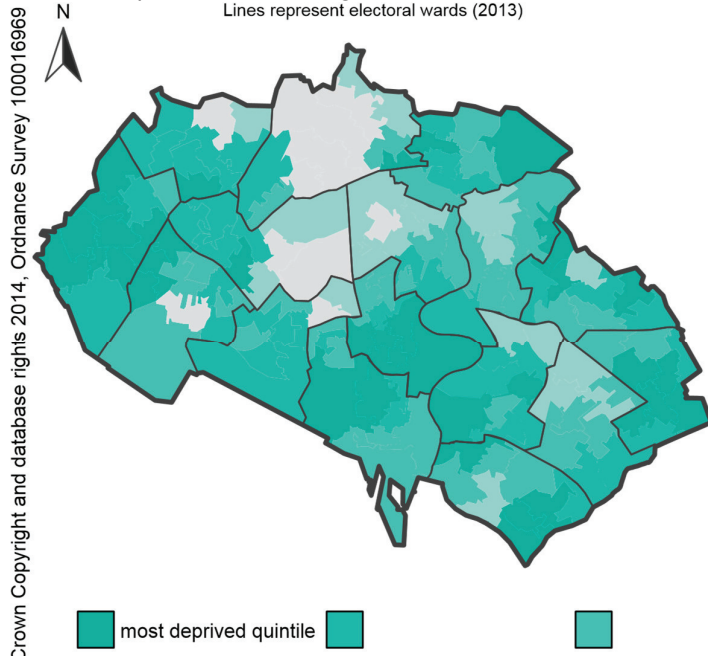 Lines represent electoral wards (2013)
N
Crown Copyright and database rights 2014, Ordnance Survey 100016969
most deprived quintile